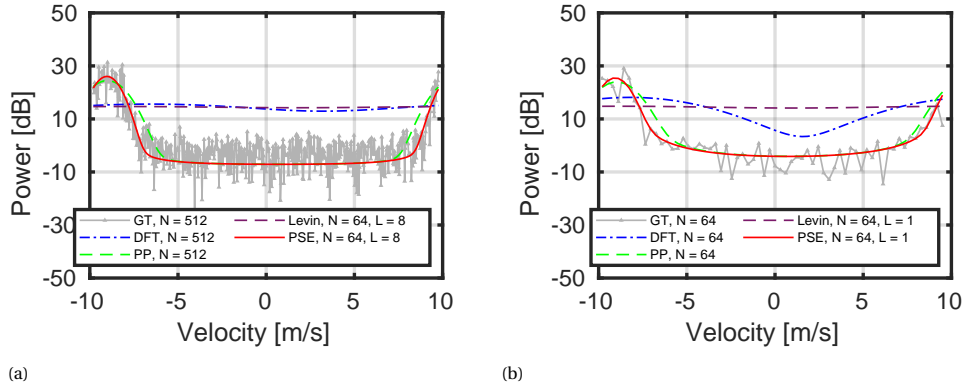 50
30
10
-10
-30
-50
Power [dB]
GT, N = 512
DFT, N = 512
PP, N = 512
Levin, N = 64, L = 8
PSE, N = 64, L = 8
-10 -5 0 5 10
Velocity [m/s]
(a)
50
30
10
-10
-30
-50
Power [dB]
GT, N = 64
DFT, N = 64
PP, N = 64
Levin, N = 64, L = 1
PSE, N = 64, L = 1
-10 -5 0 5 10
Velocity [m/s]
(b)